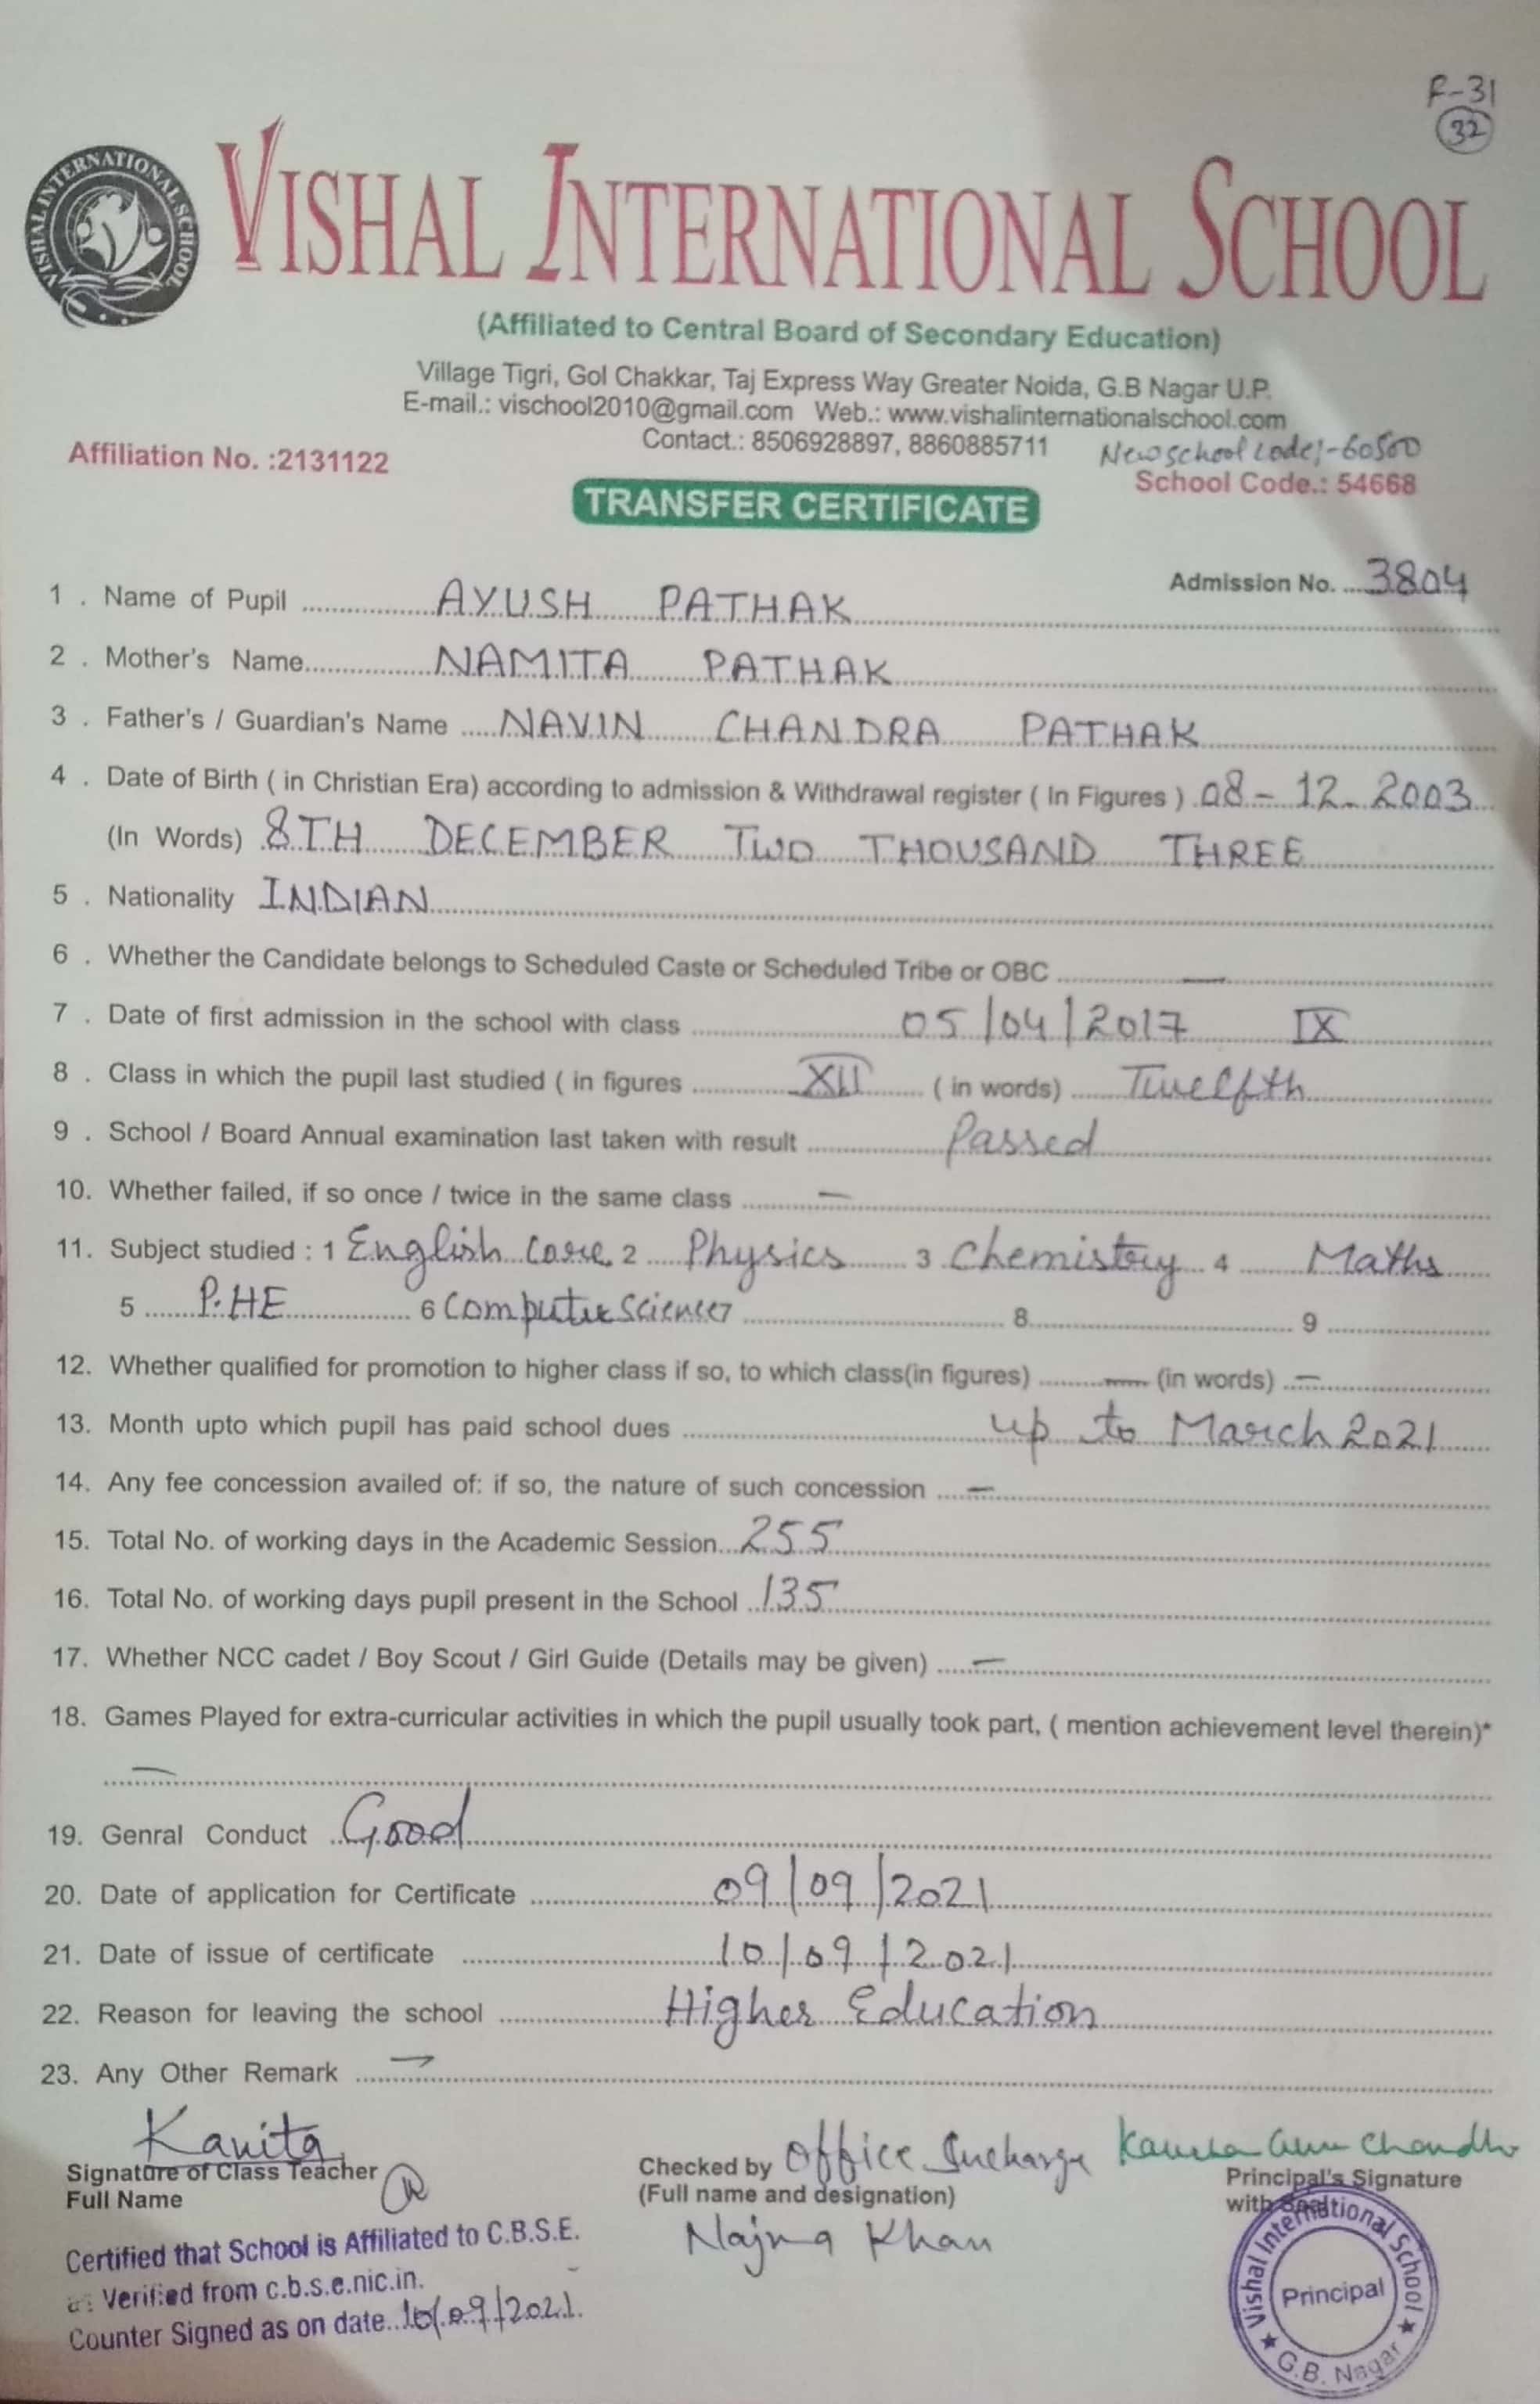 F-31
32
VISHAL INTERNATIONAL SCHOOL
VISHAL INTERNATIONAL SCHOOL
(Affiliated to Central Board of Secondary Education)
Village Tigri, Gol Chakkar, Taj Express Way Greater Noida, G.B Nagar U.P.
E-mail.: vischool2010@gmail.com Web.: www.vishalinternationalschool.com
Contact.: 8506928897, 8860885711
New school code:-60500
Affiliation No. :2131122
School Code.: 54668
TRANSFER CERTIFICATE
Admission No. 3804
1 . Name of Pupil AYUSH PATHAK
2 . Mother's Name NAMITA PATHAK
3 . Father's / Guardian's Name NAVIN CHANDRA PATHAK
4 . Date of Birth ( in Christian Era) according to admission & Withdrawal register ( In Figures ) 08-12-2003
(In Words) 8TH DECEMBER TWO THOUSAND THREE
5 . Nationality INDIAN
6 . Whether the Candidate belongs to Scheduled Caste or Scheduled Tribe or OBC —
7 . Date of first admission in the school with class 05/04/2017 IX
8 . Class in which the pupil last studied ( in figures XII ( in words) Twelfth
9 . School / Board Annual examination last taken with result Passed
10. Whether failed, if so once / twice in the same class —
11. Subject studied : 1 English Core 2 Physics 3 Chemistry 4 Maths
5 P.HE 6 Computer Science 7 8 9
12. Whether qualified for promotion to higher class if so, to which class(in figures) — (in words) —
13. Month upto which pupil has paid school dues up to March 2021
14. Any fee concession availed of: if so, the nature of such concession —
15. Total No. of working days in the Academic Session 255
16. Total No. of working days pupil present in the School 135
17. Whether NCC cadet / Boy Scout / Girl Guide (Details may be given) —
18. Games Played for extra-curricular activities in which the pupil usually took part, ( mention achievement level therein)*
—
19. Genral Conduct Good
20. Date of application for Certificate 09/09/2021
21. Date of issue of certificate 10/09/2021
22. Reason for leaving the school Higher Education
23. Any Other Remark —
Kavita
Signature of Class Teacher
Full Name
Checked by Office Incharge
(Full name and designation)
Najma Khan
Principal's Signature
with Seal
Certified that School is Affiliated to C.B.S.E.
as Verified from c.b.s.e.nic.in.
Counter Signed as on date 10/09/2021.
Vishal International School
Principal
★ G.B. Nagar ★